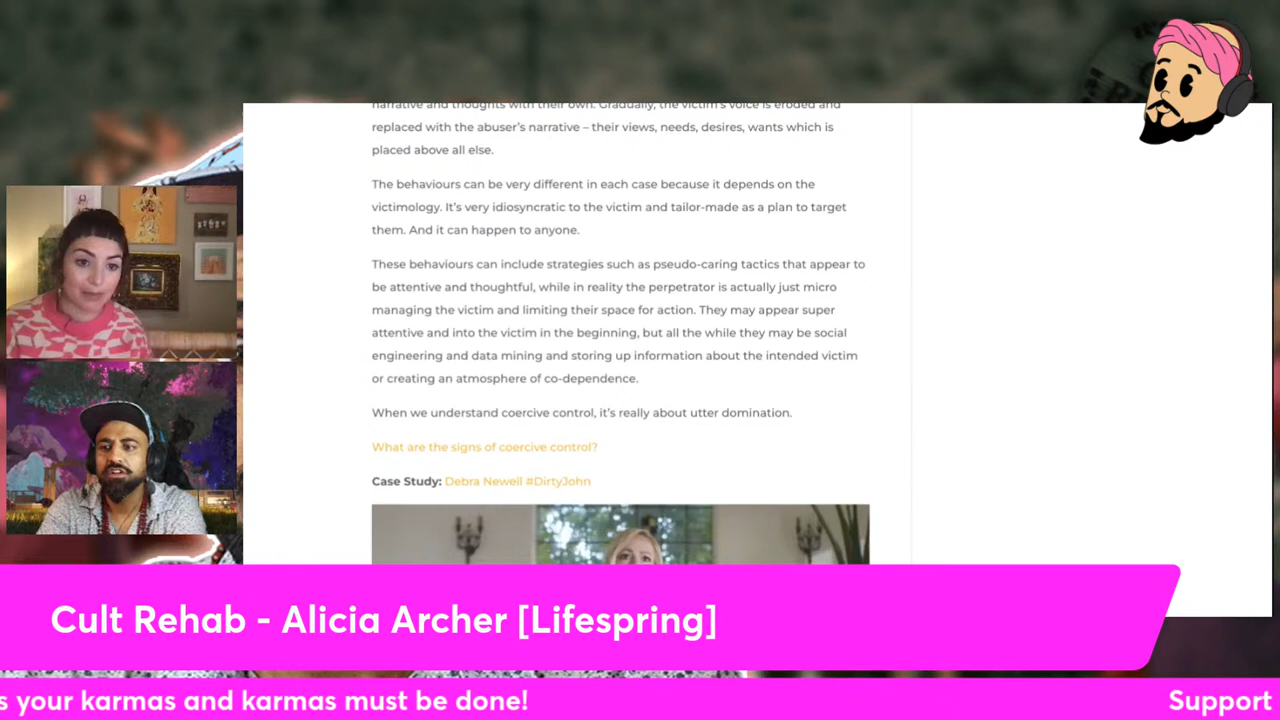 narrative and thoughts with their own. Gradually, the victim's voice is eroded and
replaced with the abuser's narrative – their views, needs, desires, wants which is
placed above all else.
The behaviours can be very different in each case because it depends on the
victimology. It's very idiosyncratic to the victim and tailor-made as a plan to target
them. And it can happen to anyone.
These behaviours can include strategies such as pseudo-caring tactics that appear to
be attentive and thoughtful, while in reality the perpetrator is actually just micro
managing the victim and limiting their space for action. They may appear super
attentive and into the victim in the beginning, but all the while they may be social
engineering and data mining and storing up information about the intended victim
or creating an atmosphere of co-dependence.
When we understand coercive control, it's really about utter domination.
What are the signs of coercive control?
Case Study: Debra Newell #DirtyJohn
Cult Rehab - Alicia Archer [Lifespring]
s your karmas and karmas must be done!
Support